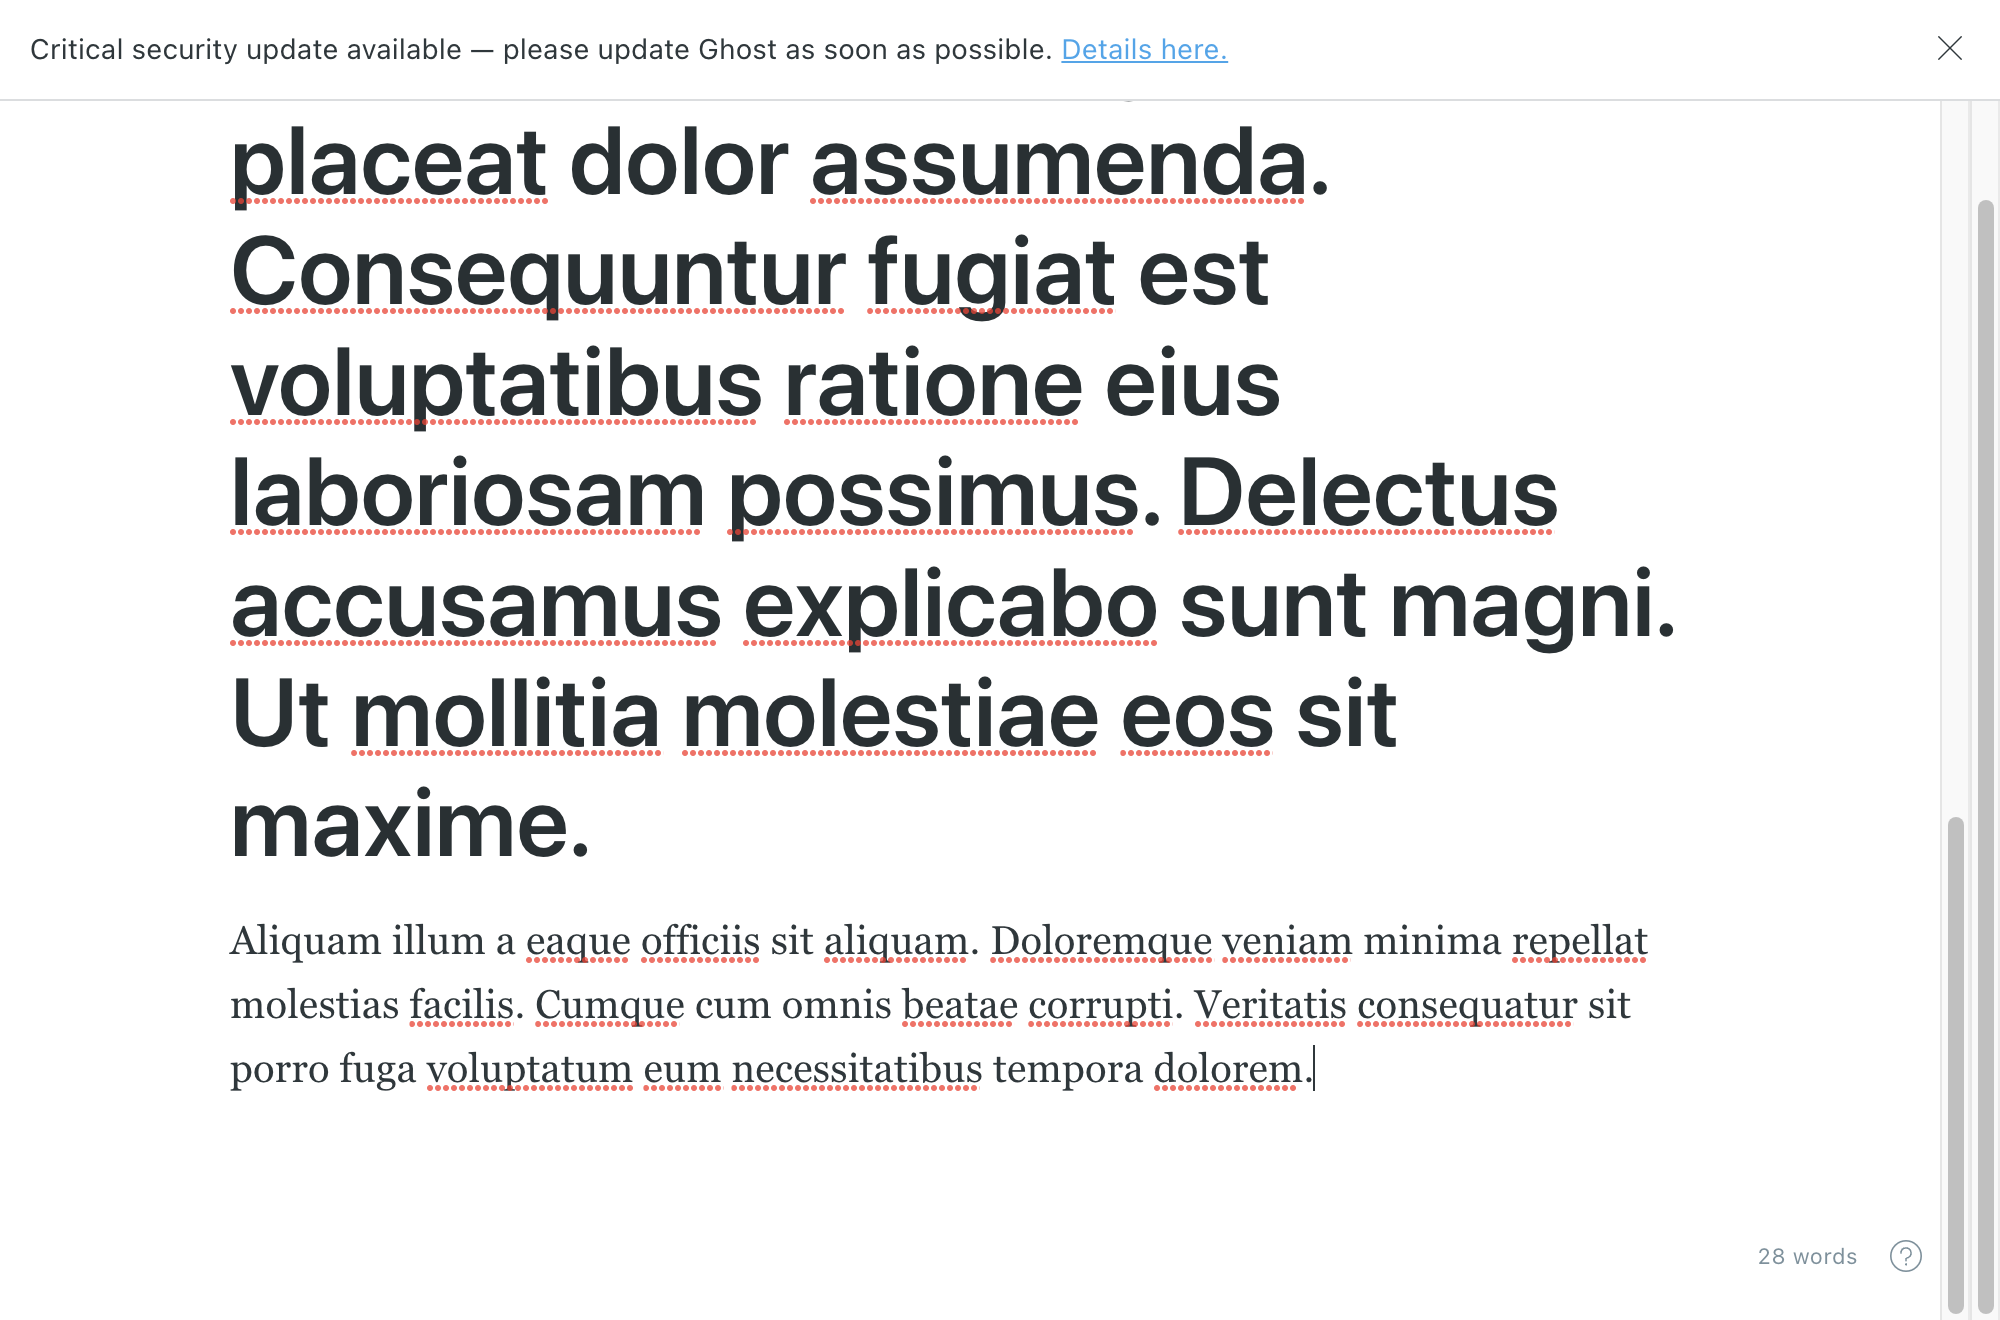 Critical security update available — please update Ghost as soon as possible. Details here.
placeat dolor assumenda.
Consequuntur fugiat est
voluptatibus ratione eius
laboriosam possimus. Delectus
accusamus explicabo sunt magni.
Ut mollitia molestiae eos sit
maxime.
Aliquam illum a eaque officiis sit aliquam. Doloremque veniam minima repellat
molestias facilis. Cumque cum omnis beatae corrupti. Veritatis consequatur sit
porro fuga voluptatum eum necessitatibus tempora dolorem.
28 words ?